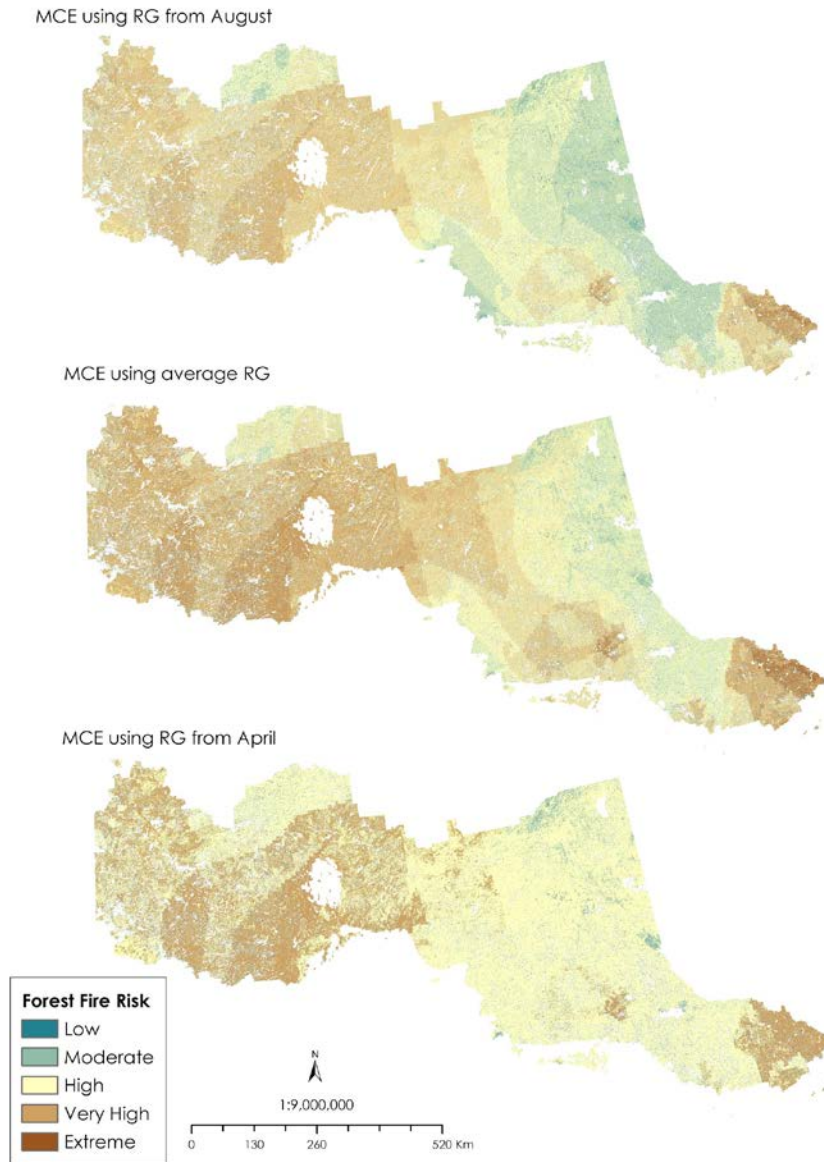 MCE using RG from August
MCE using average RG
MCE using RG from April
Forest Fire Risk
Low
Moderate
High
Very High
Extreme
N
1:9,000,000
0 130 260 520 Km